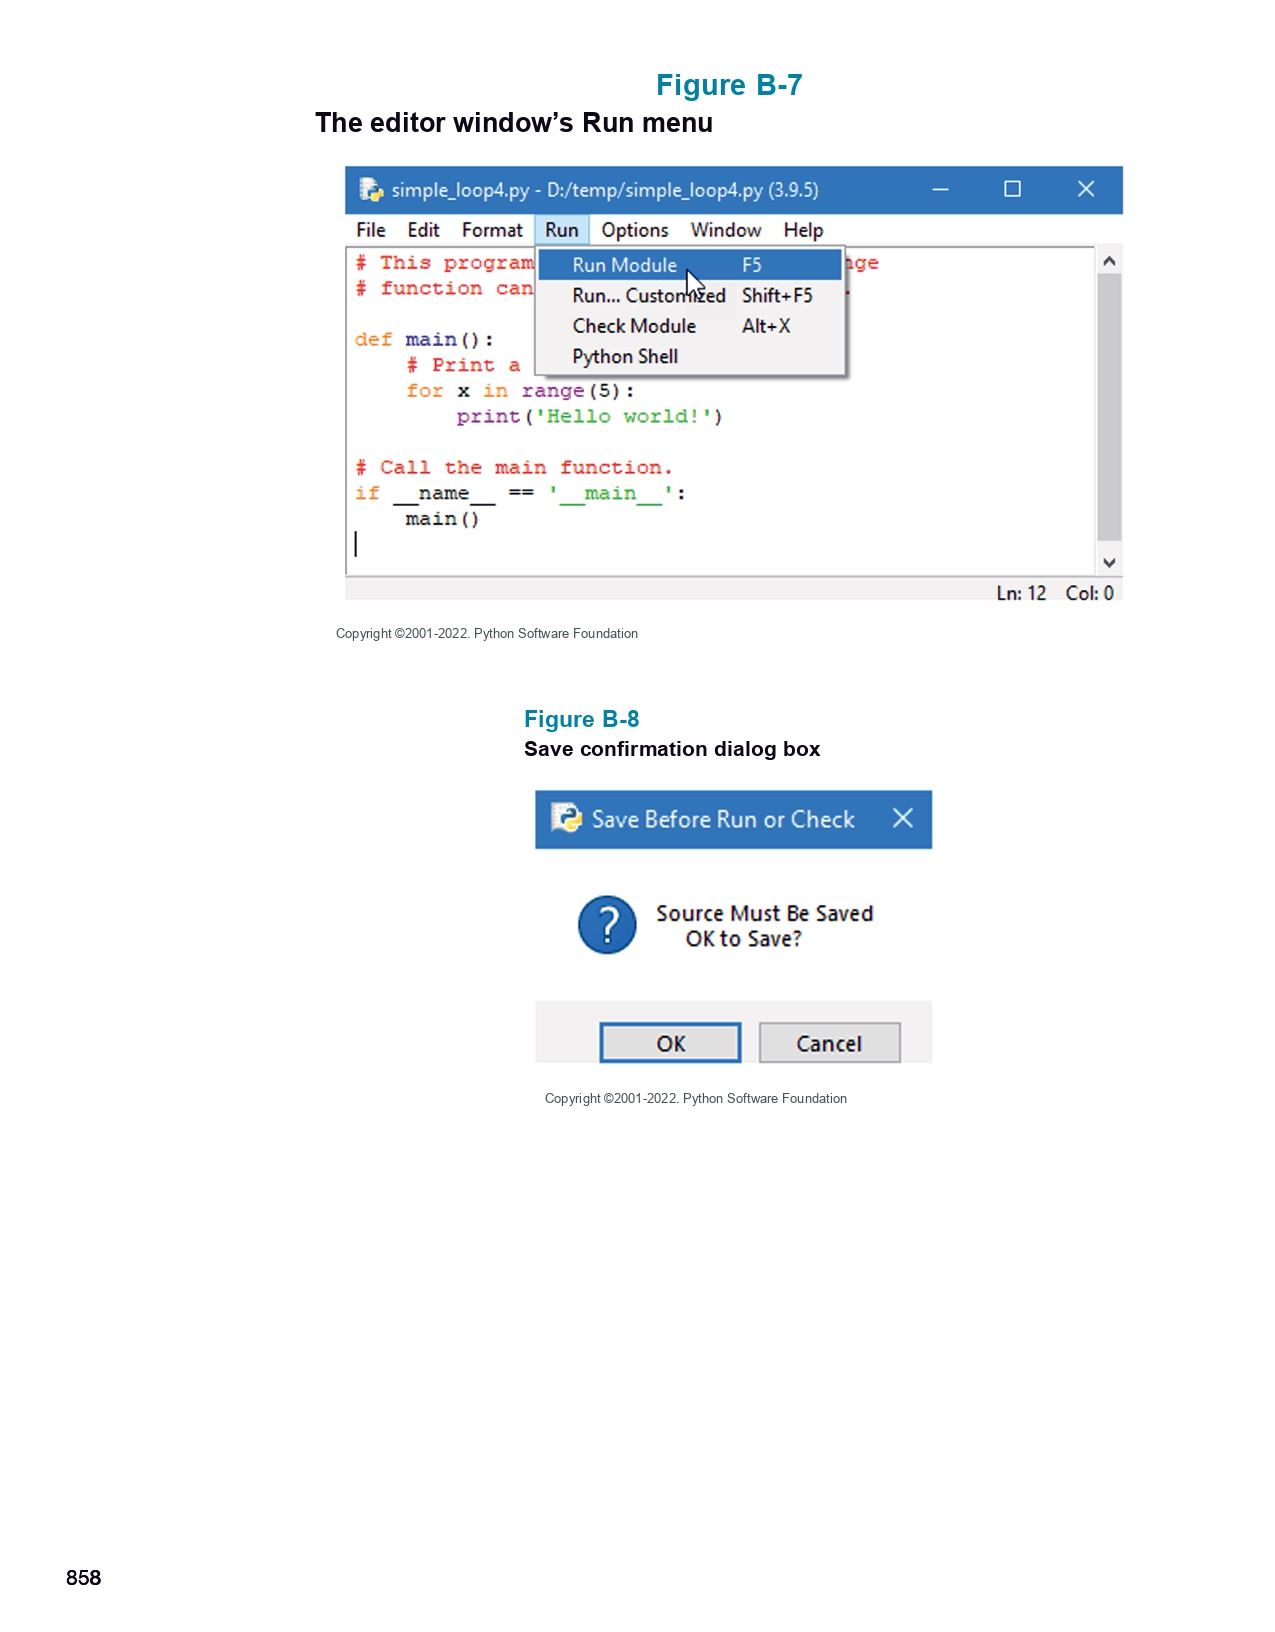 Figure B-7
The editor window’s Run menu
simple_loop4.py - D:/temp/simple_loop4.py (3.9.5)
File Edit Format Run Options Window Help
# This program
# function can .
Run Module F5
Run... Customized Shift+F5
Check Module Alt+X
Python Shell
def main():
# Print a
for x in range(5):
print('Hello world!')
# Call the main function.
if __name__ == '__main__':
main()
Ln: 12 Col: 0
Copyright ©2001-2022. Python Software Foundation
Figure B-8
Save confirmation dialog box
Save Before Run or Check
?
Source Must Be Saved
OK to Save?
OK Cancel
Copyright ©2001-2022. Python Software Foundation
858